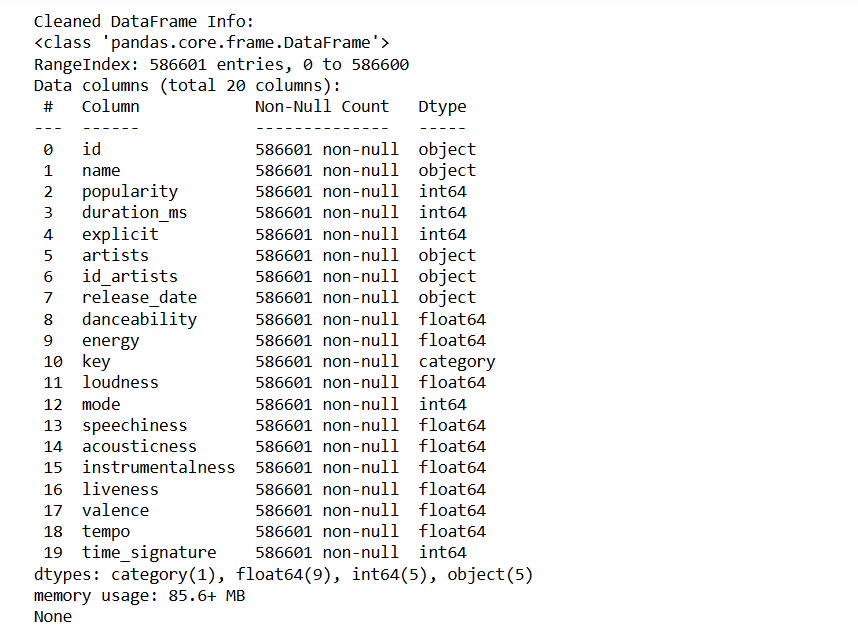 Cleaned DataFrame Info:
<class 'pandas.core.frame.DataFrame'>
RangeIndex: 586601 entries, 0 to 586600
Data columns (total 20 columns):
 #   Column            Non-Null Count   Dtype
---  ------            --------------   -----
 0   id                586601 non-null  object
 1   name              586601 non-null  object
 2   popularity        586601 non-null  int64
 3   duration_ms       586601 non-null  int64
 4   explicit          586601 non-null  int64
 5   artists           586601 non-null  object
 6   id_artists        586601 non-null  object
 7   release_date      586601 non-null  object
 8   danceability      586601 non-null  float64
 9   energy            586601 non-null  float64
 10  key               586601 non-null  category
 11  loudness          586601 non-null  float64
 12  mode              586601 non-null  int64
 13  speechiness       586601 non-null  float64
 14  acousticness      586601 non-null  float64
 15  instrumentalness  586601 non-null  float64
 16  liveness          586601 non-null  float64
 17  valence           586601 non-null  float64
 18  tempo             586601 non-null  float64
 19  time_signature    586601 non-null  int64
dtypes: category(1), float64(9), int64(5), object(5)
memory usage: 85.6+ MB
None